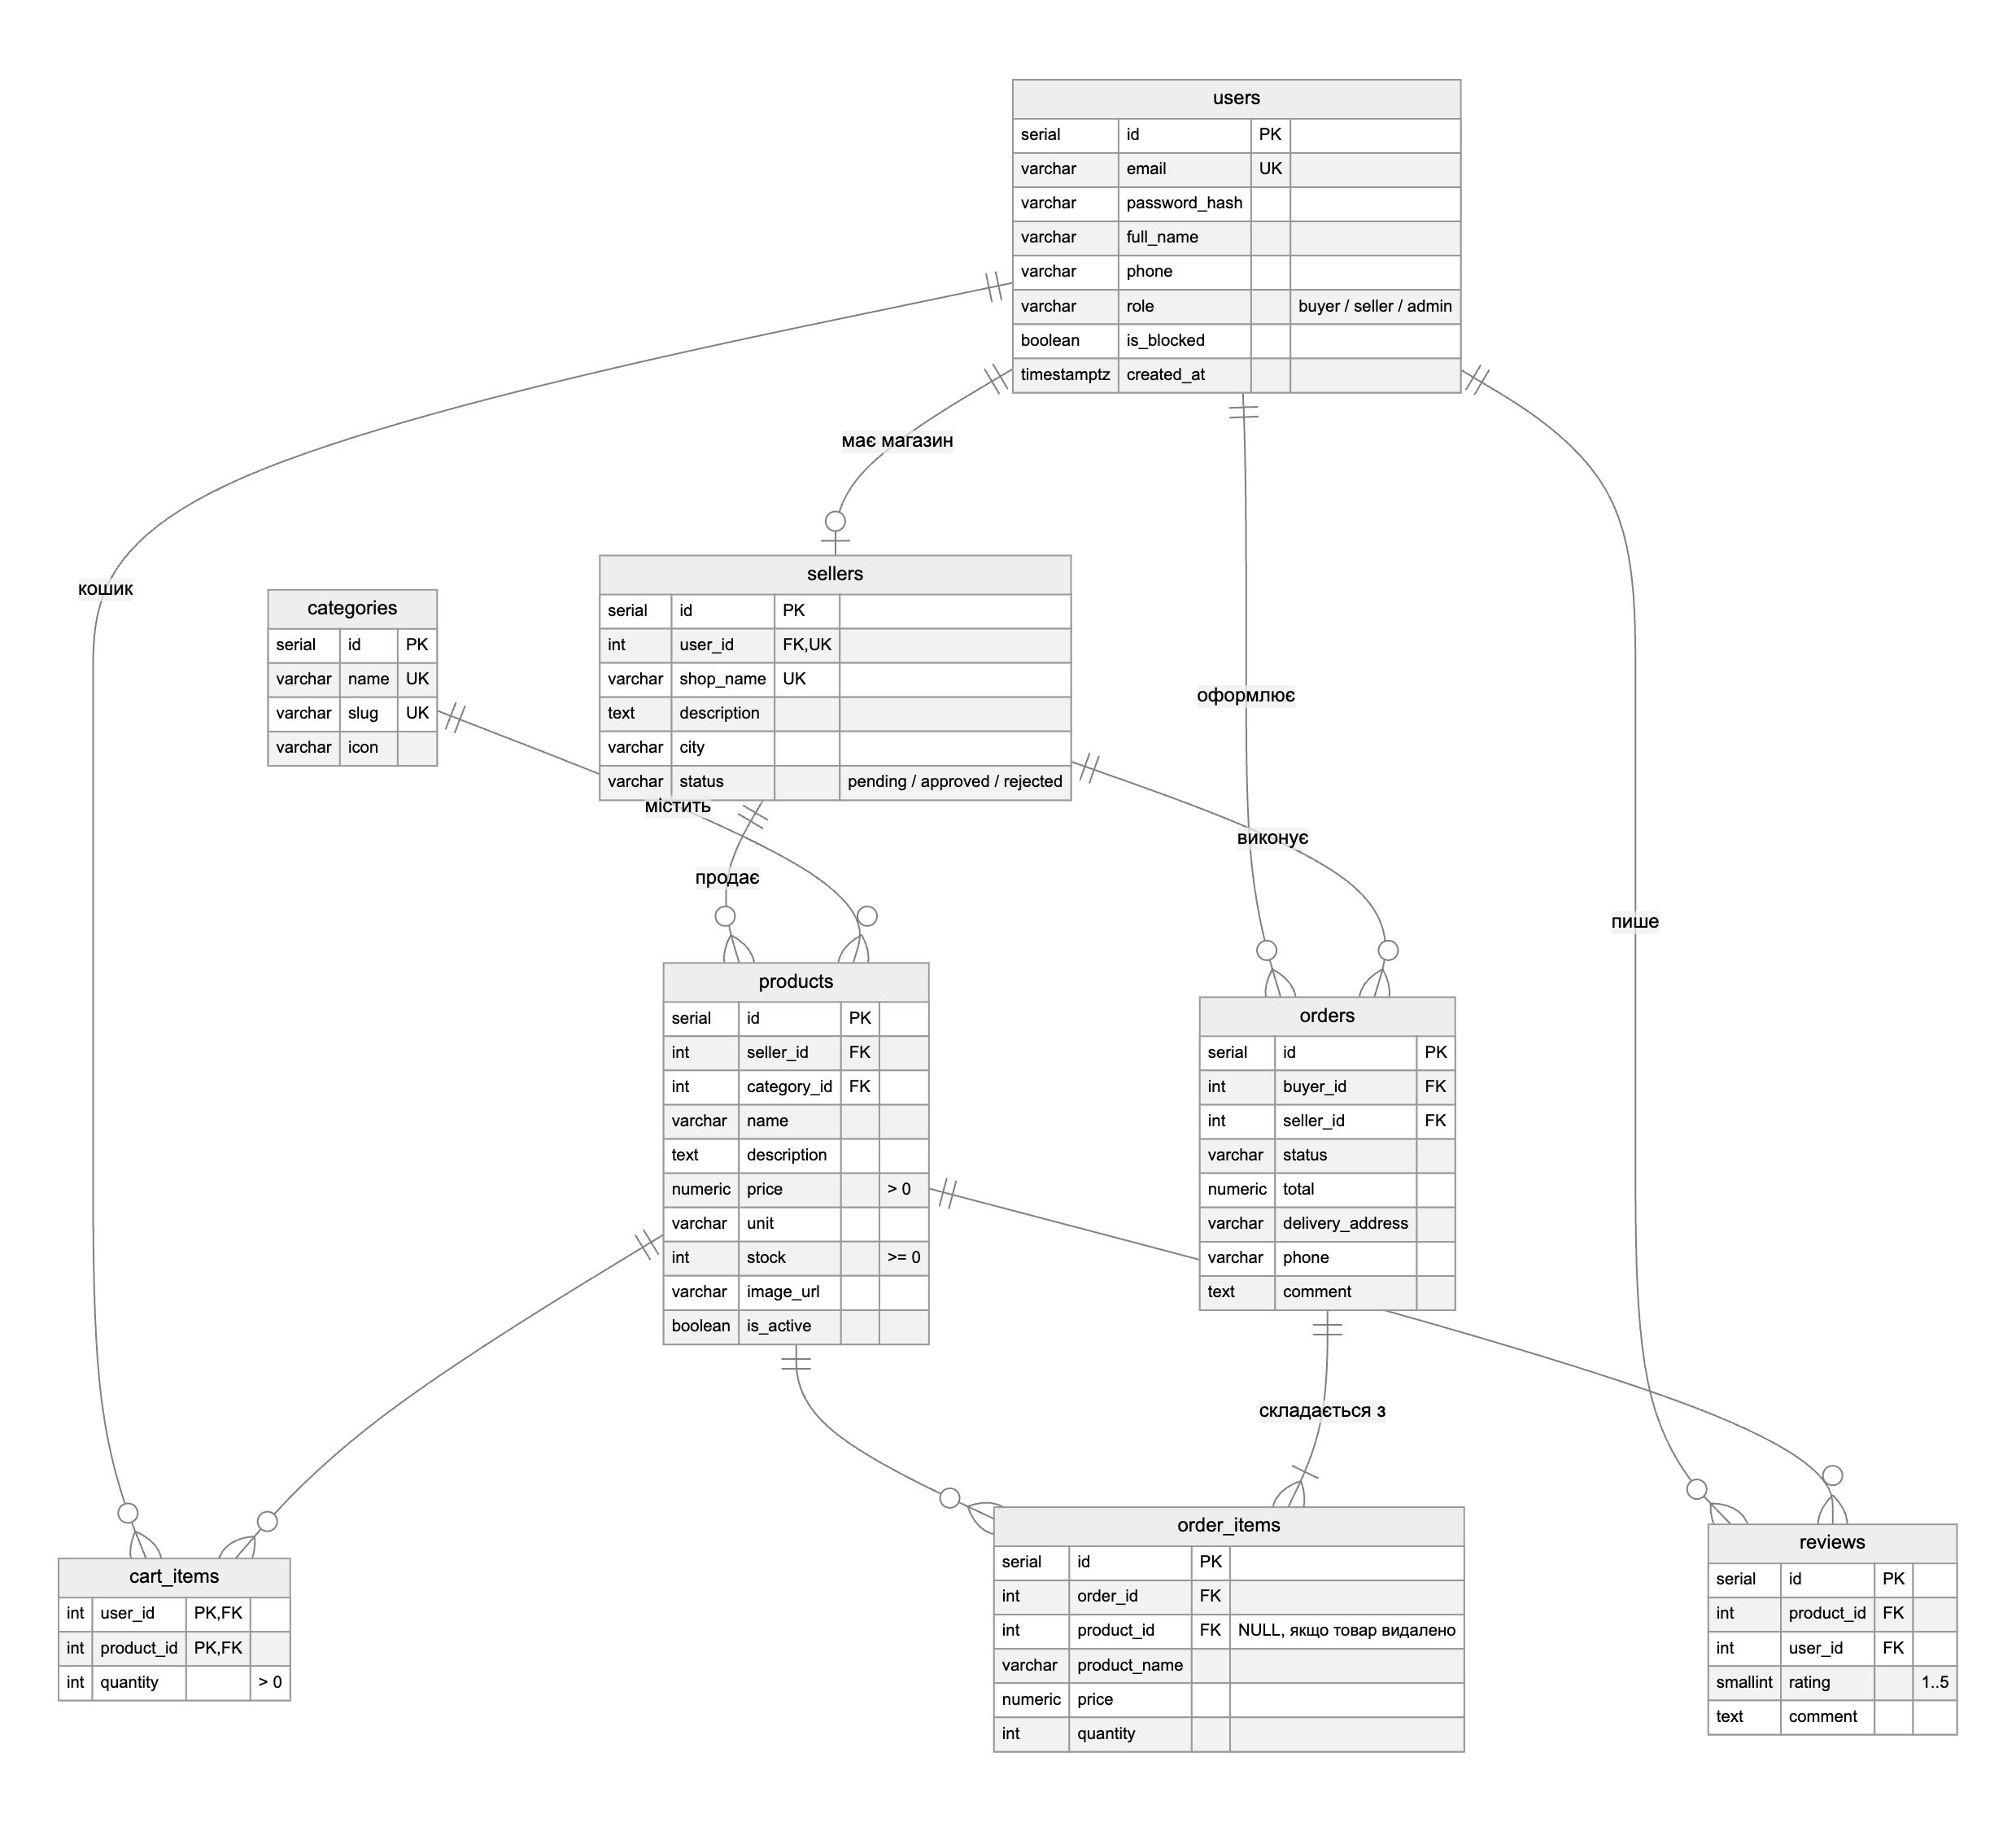 users
serial id PK
varchar email UK
varchar password_hash
varchar full_name
varchar phone
varchar role buyer / seller / admin
boolean is_blocked
timestamptz created_at
має магазин
кошик
sellers
serial id PK
int user_id FK,UK
varchar shop_name UK
text description
varchar city
varchar status pending / approved / rejected
categories
serial id PK
varchar name UK
varchar slug UK
varchar icon
оформлює
містить
виконує
продає
пише
products
serial id PK
int seller_id FK
int category_id FK
varchar name
text description
numeric price > 0
varchar unit
int stock >= 0
varchar image_url
boolean is_active
orders
serial id PK
int buyer_id FK
int seller_id FK
varchar status
numeric total
varchar delivery_address
varchar phone
text comment
складається з
cart_items
int user_id PK,FK
int product_id PK,FK
int quantity > 0
order_items
serial id PK
int order_id FK
int product_id FK NULL, якщо товар видалено
varchar product_name
numeric price
int quantity
reviews
serial id PK
int product_id FK
int user_id FK
smallint rating 1..5
text comment